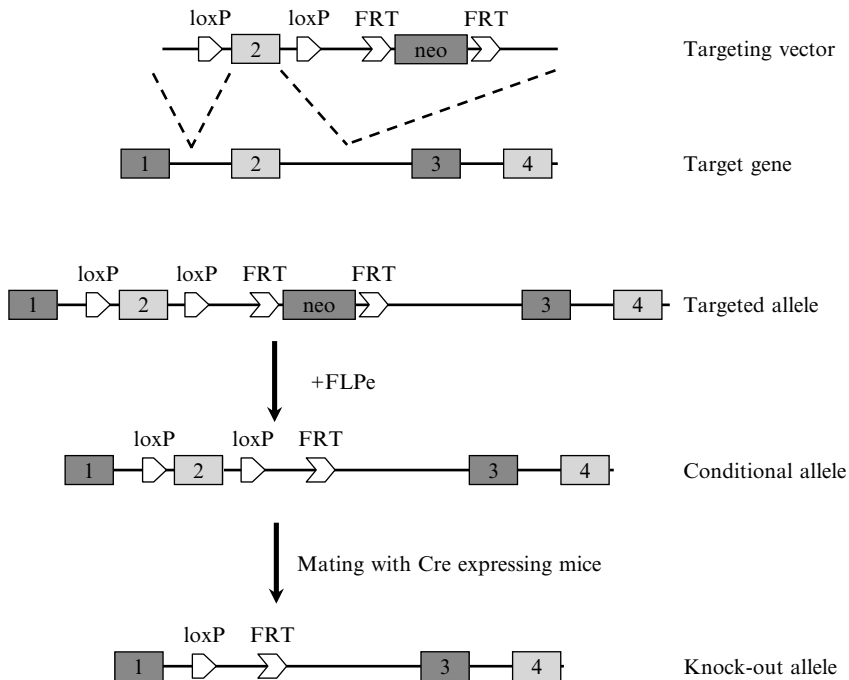 loxP loxP FRT FRT
2 neo Targeting vector
1 2 3 4 Target gene
loxP loxP FRT FRT
1 2 neo 3 4 Targeted allele
+FLPe
loxP loxP FRT
1 2 3 4 Conditional allele
Mating with Cre expressing mice
loxP FRT
1 3 4 Knock-out allele